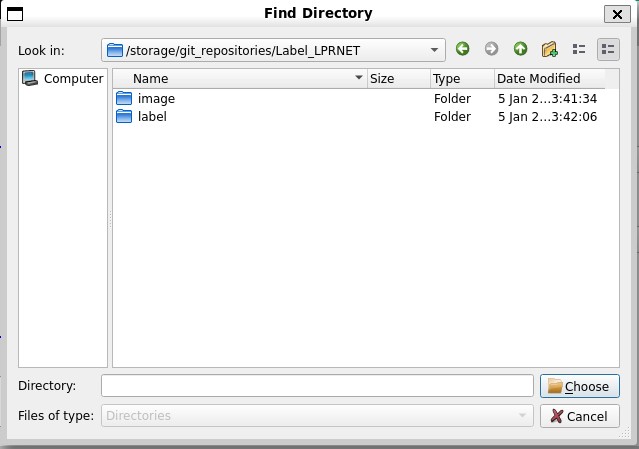 Find Directory
Look in: /storage/git_repositories/Label_LPRNET
Computer
Name Size Type Date Modified
image Folder 5 Jan 2...3:41:34
label Folder 5 Jan 2...3:42:06
Directory: Choose
Files of type: Directories Cancel